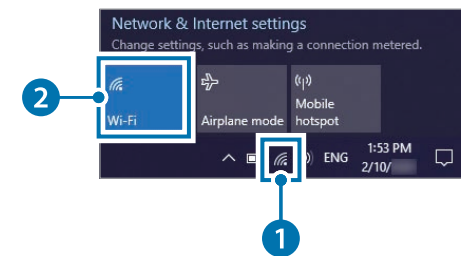 Network & Internet settings
Change settings, such as making a connection metered.
2
Wi-Fi
Airplane mode
Mobile
hotspot
ENG
1:53 PM
2/10/
1